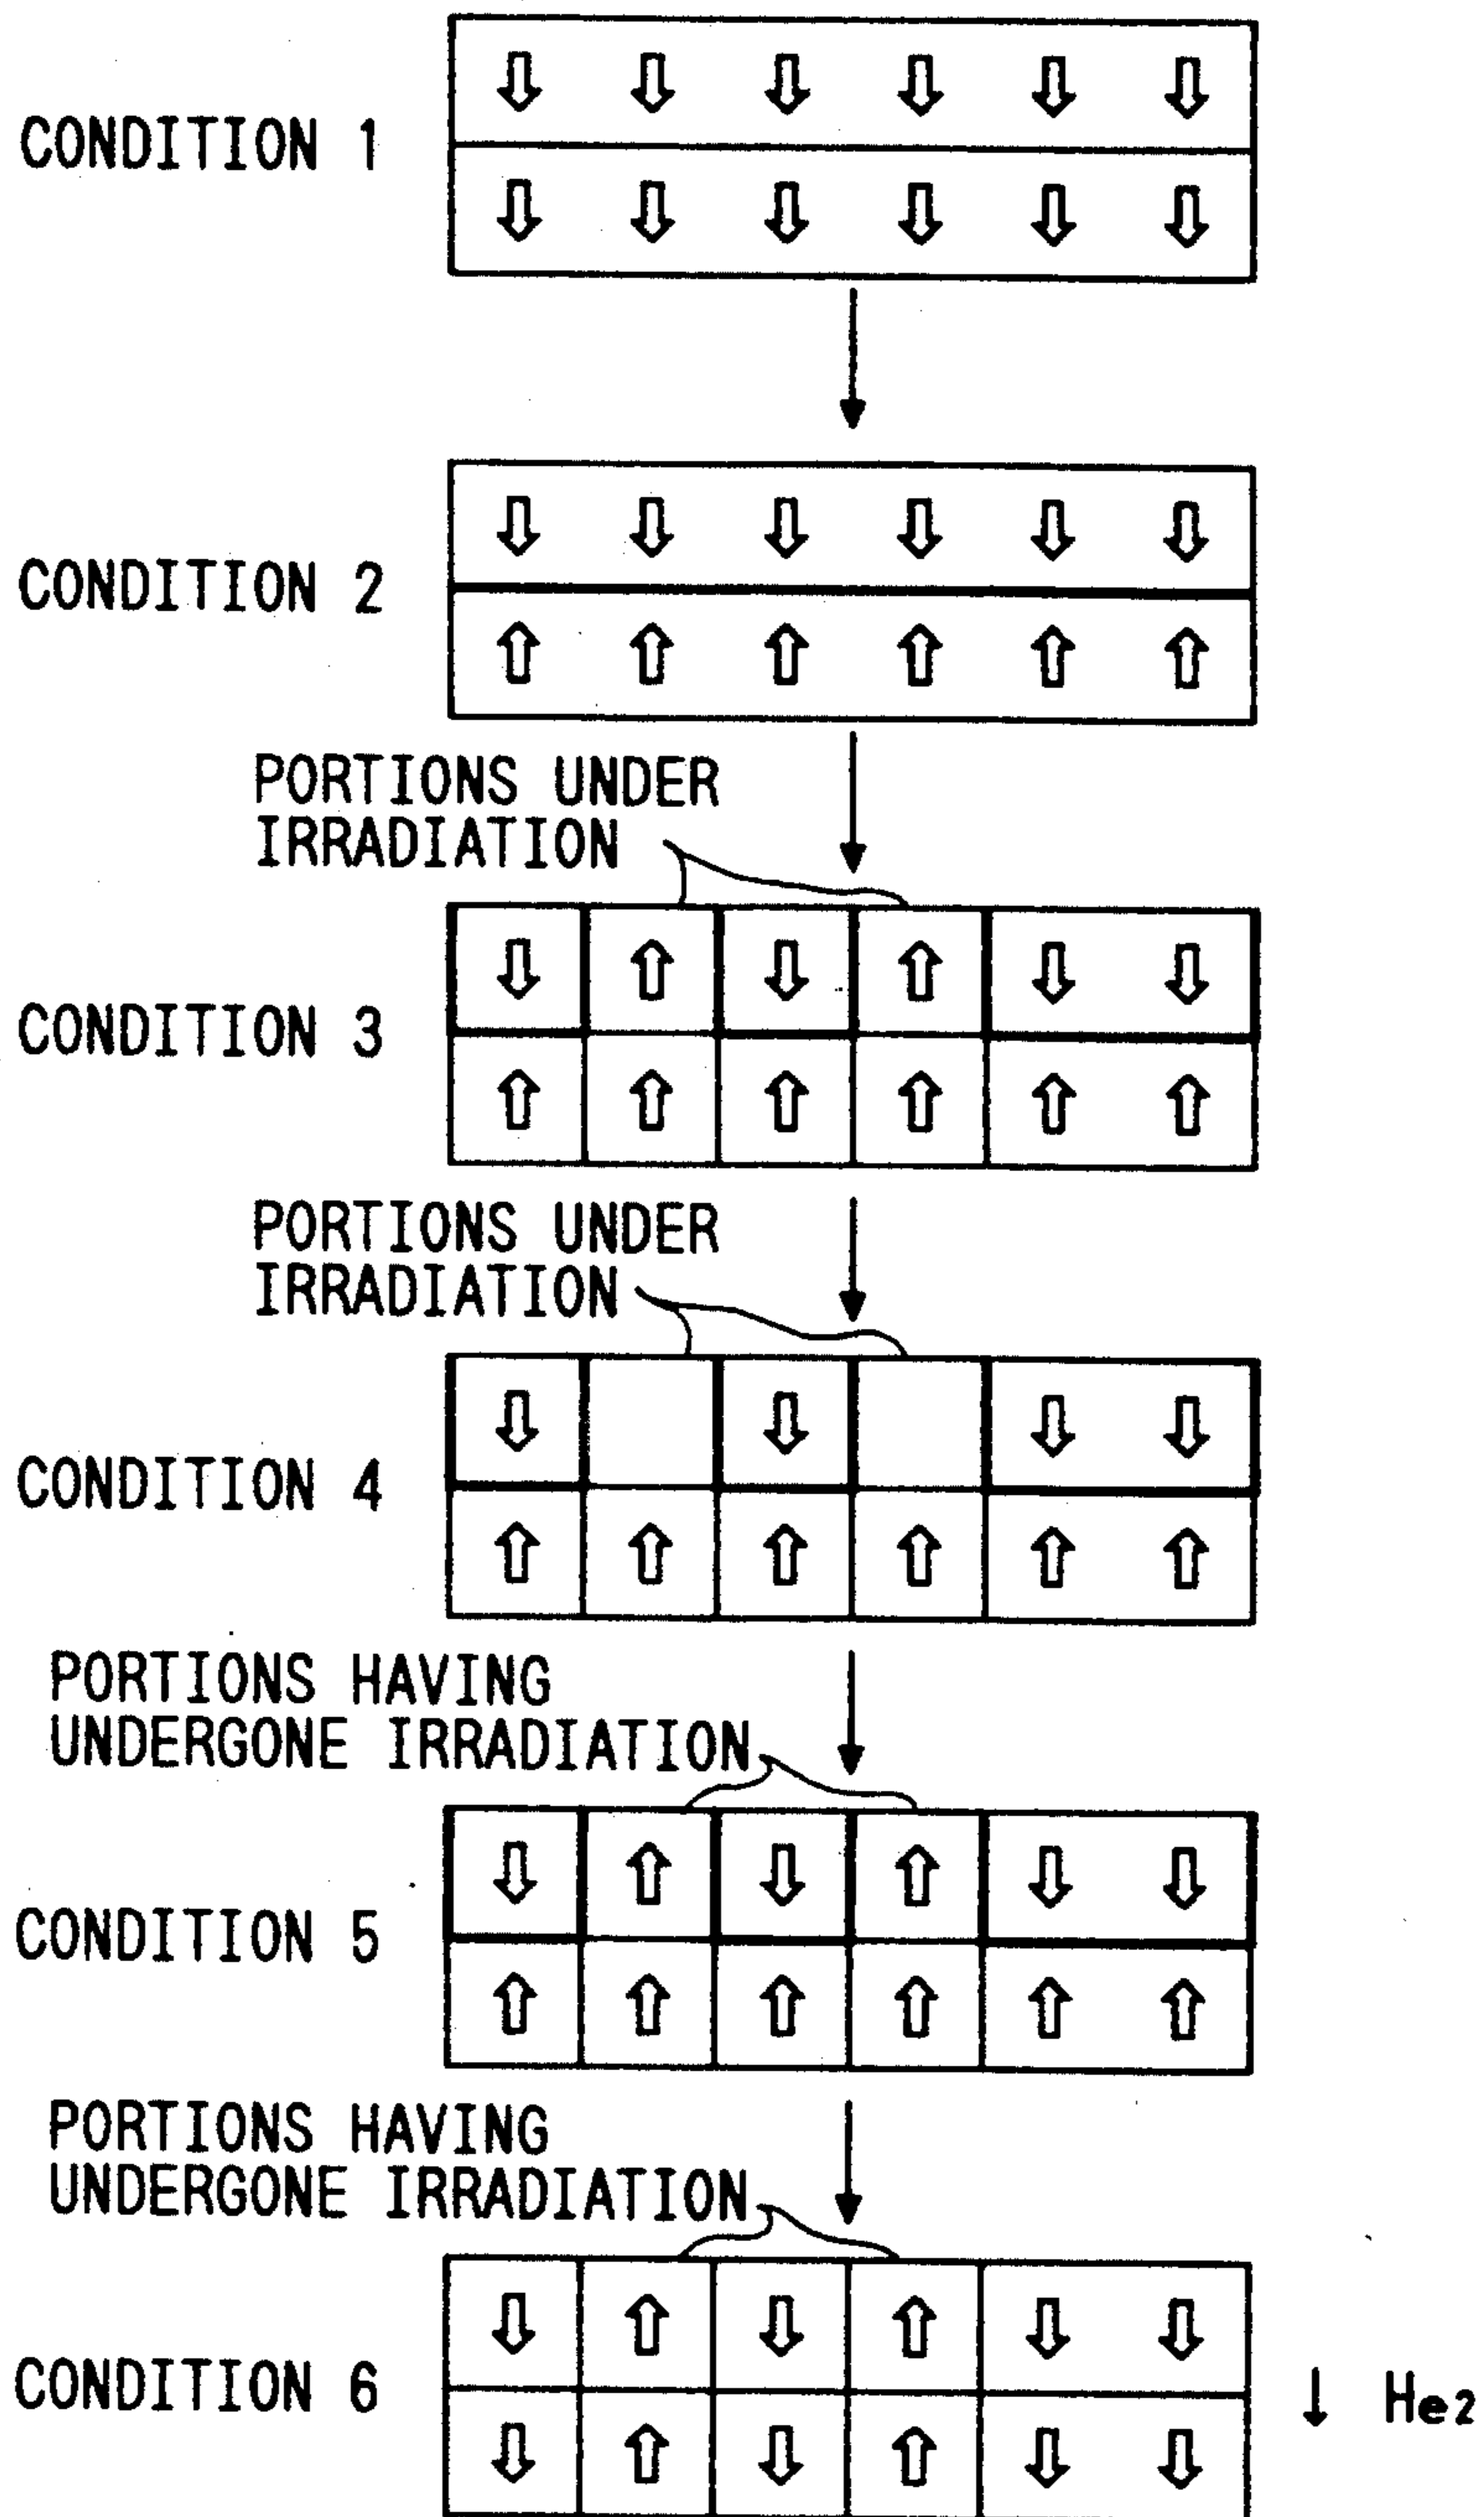 CONDITION 1
CONDITION 2
PORTIONS UNDER
IRRADIATION
CONDITION 3
PORTIONS UNDER
IRRADIATION
CONDITION 4
PORTIONS HAVING
UNDERGONE IRRADIATION
CONDITION 5
PORTIONS HAVING
UNDERGONE IRRADIATION
CONDITION 6
He2